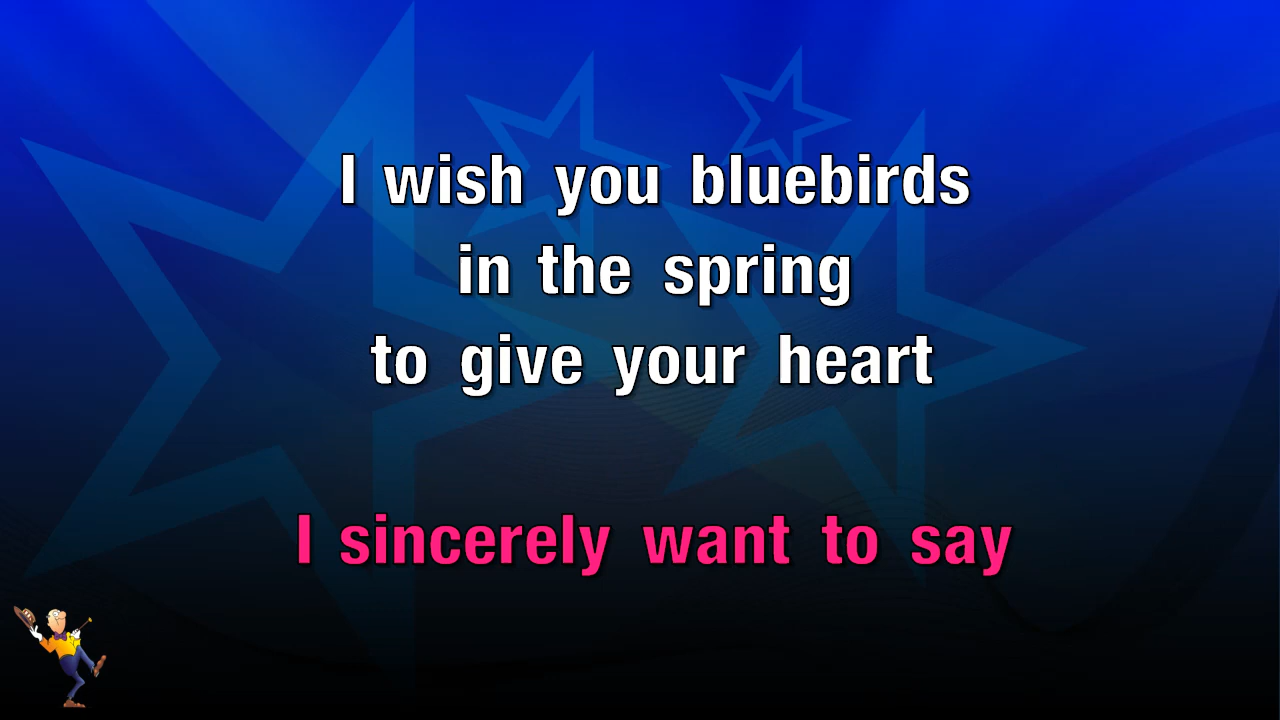 I wish you bluebirds
in the spring
to give your heart
I sincerely want to say